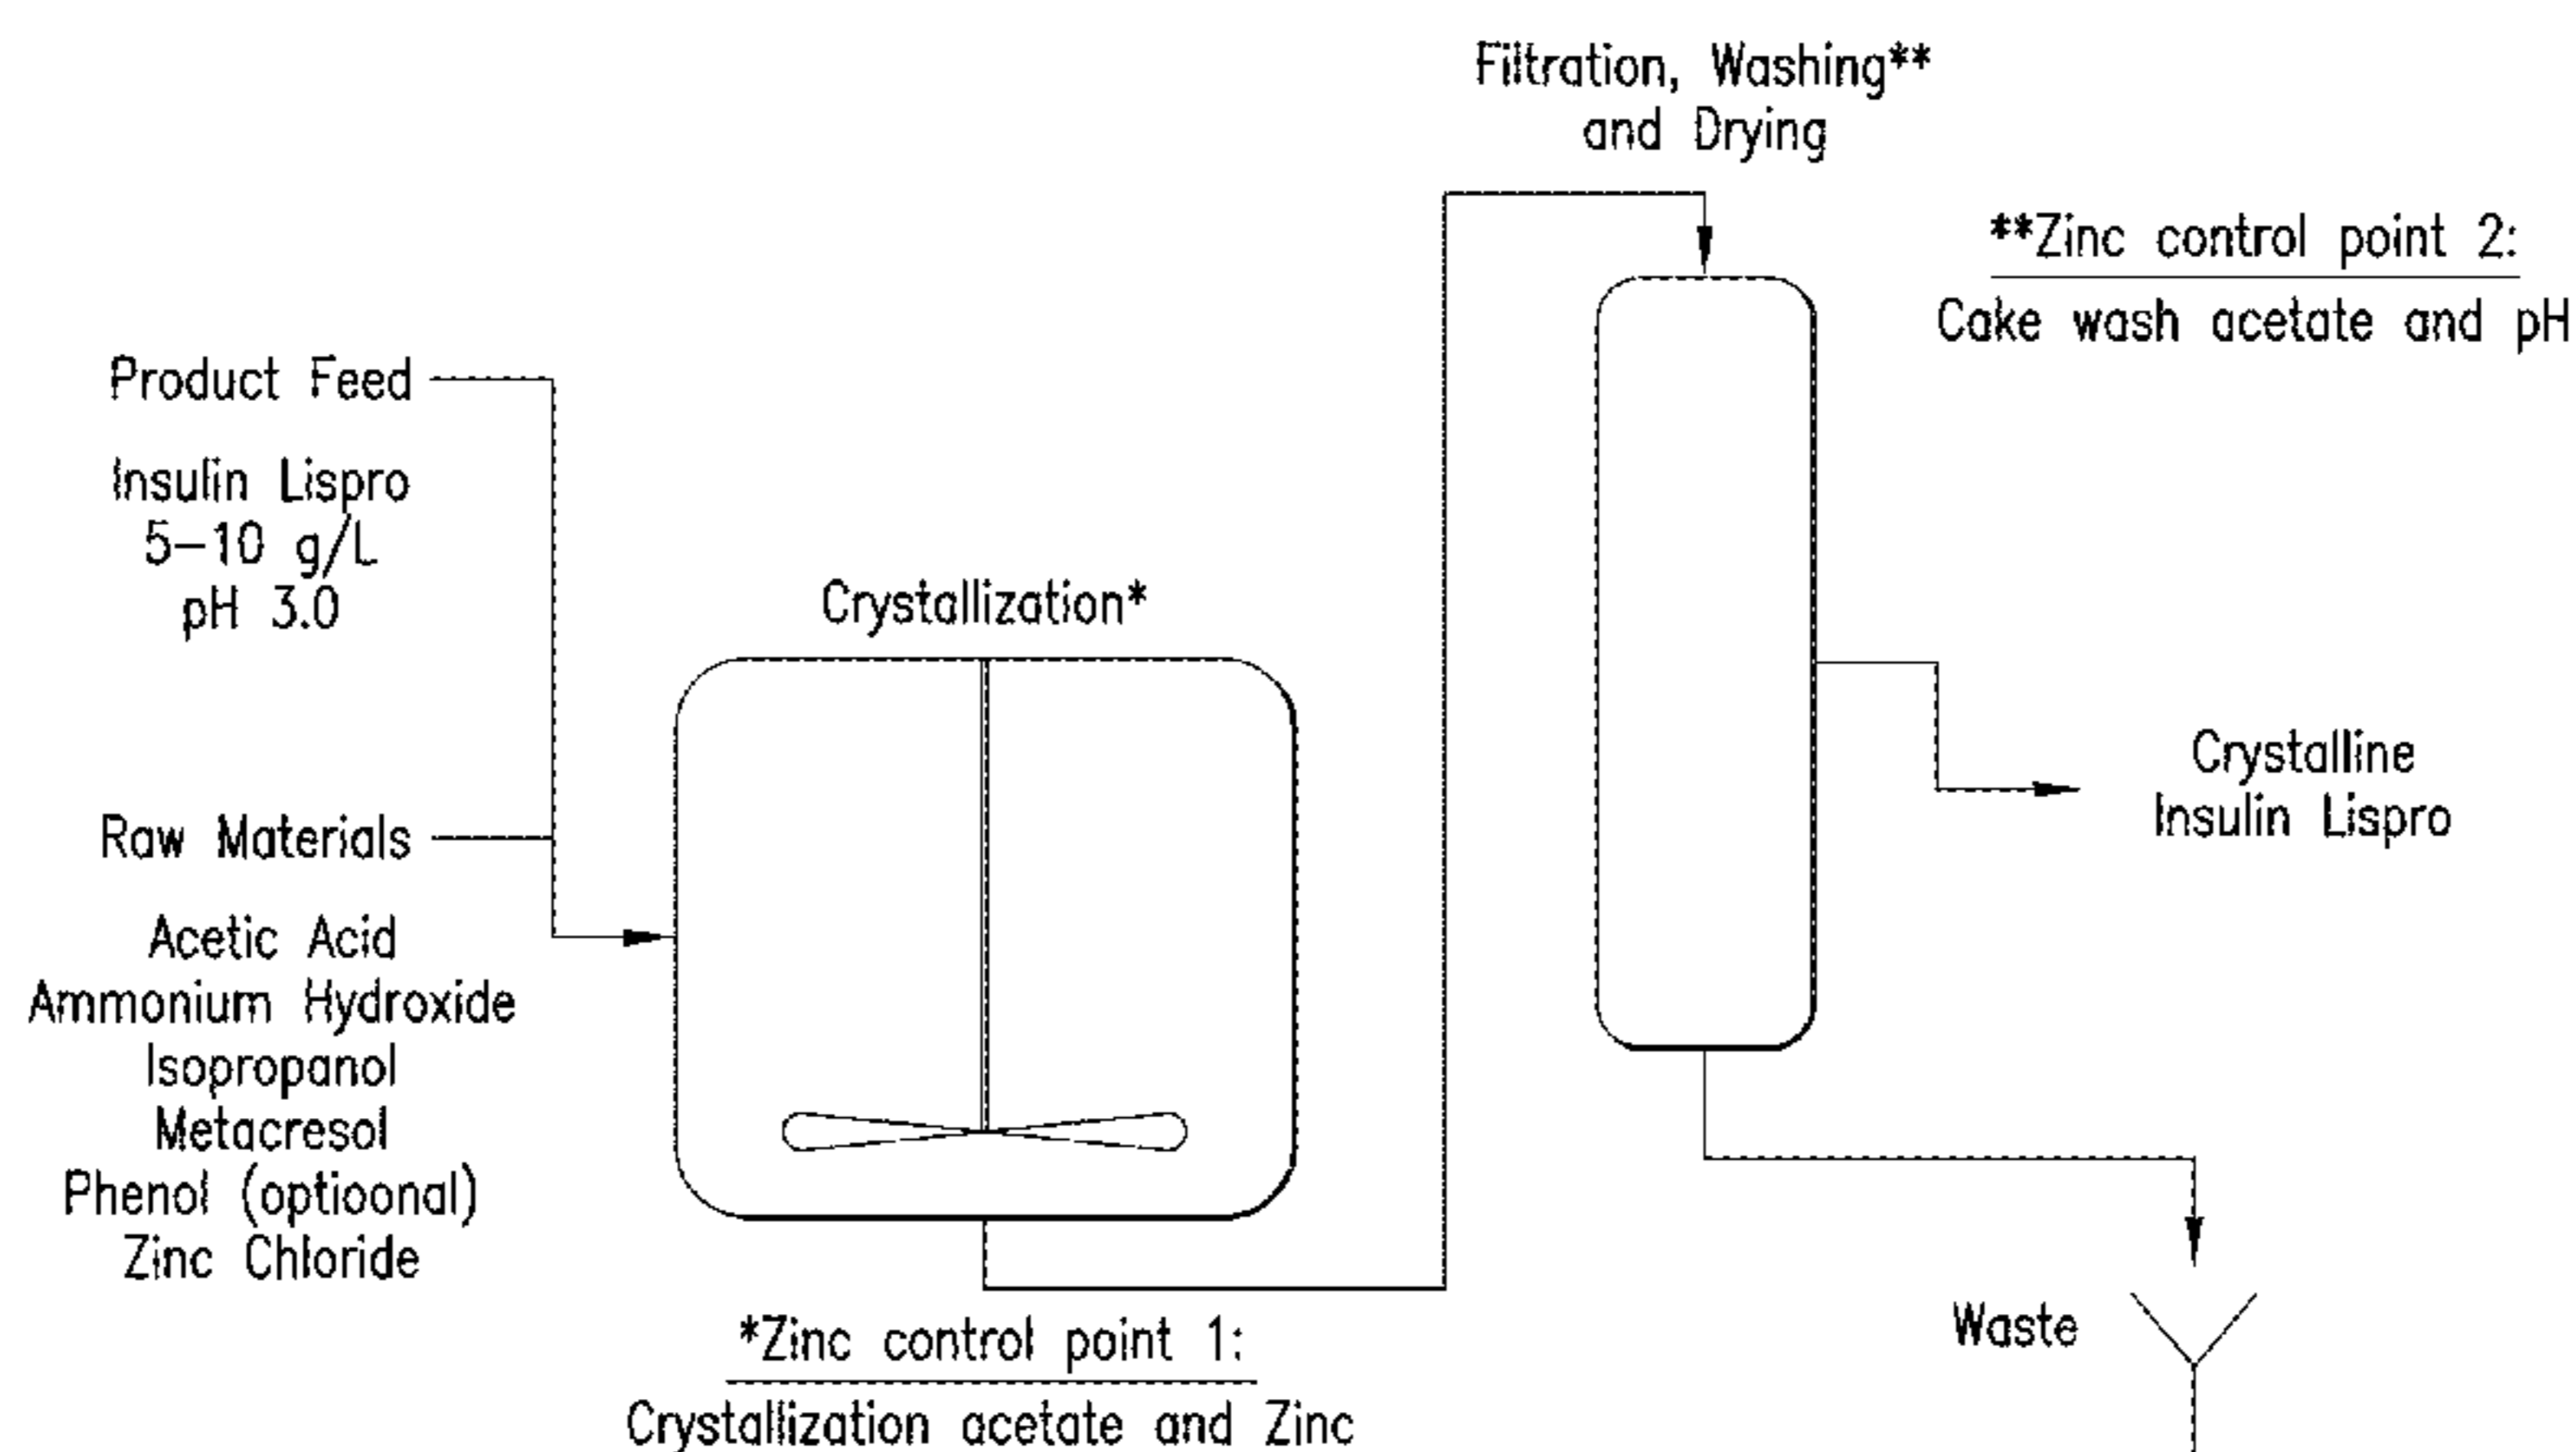 Filtration, Washing**
and Drying
**Zinc control point 2:
Cake wash acetate and pH
Product Feed
Insulin Lispro
5-10 g/L
pH 3.0
Crystallization*
Crystalline
Insulin Lispro
Raw Materials
Acetic Acid
Ammonium Hydroxide
Isopropanol
Metacresol
Phenol (optioonal)
Zinc Chloride
*Zinc control point 1:
Crystallization acetate and Zinc
Waste